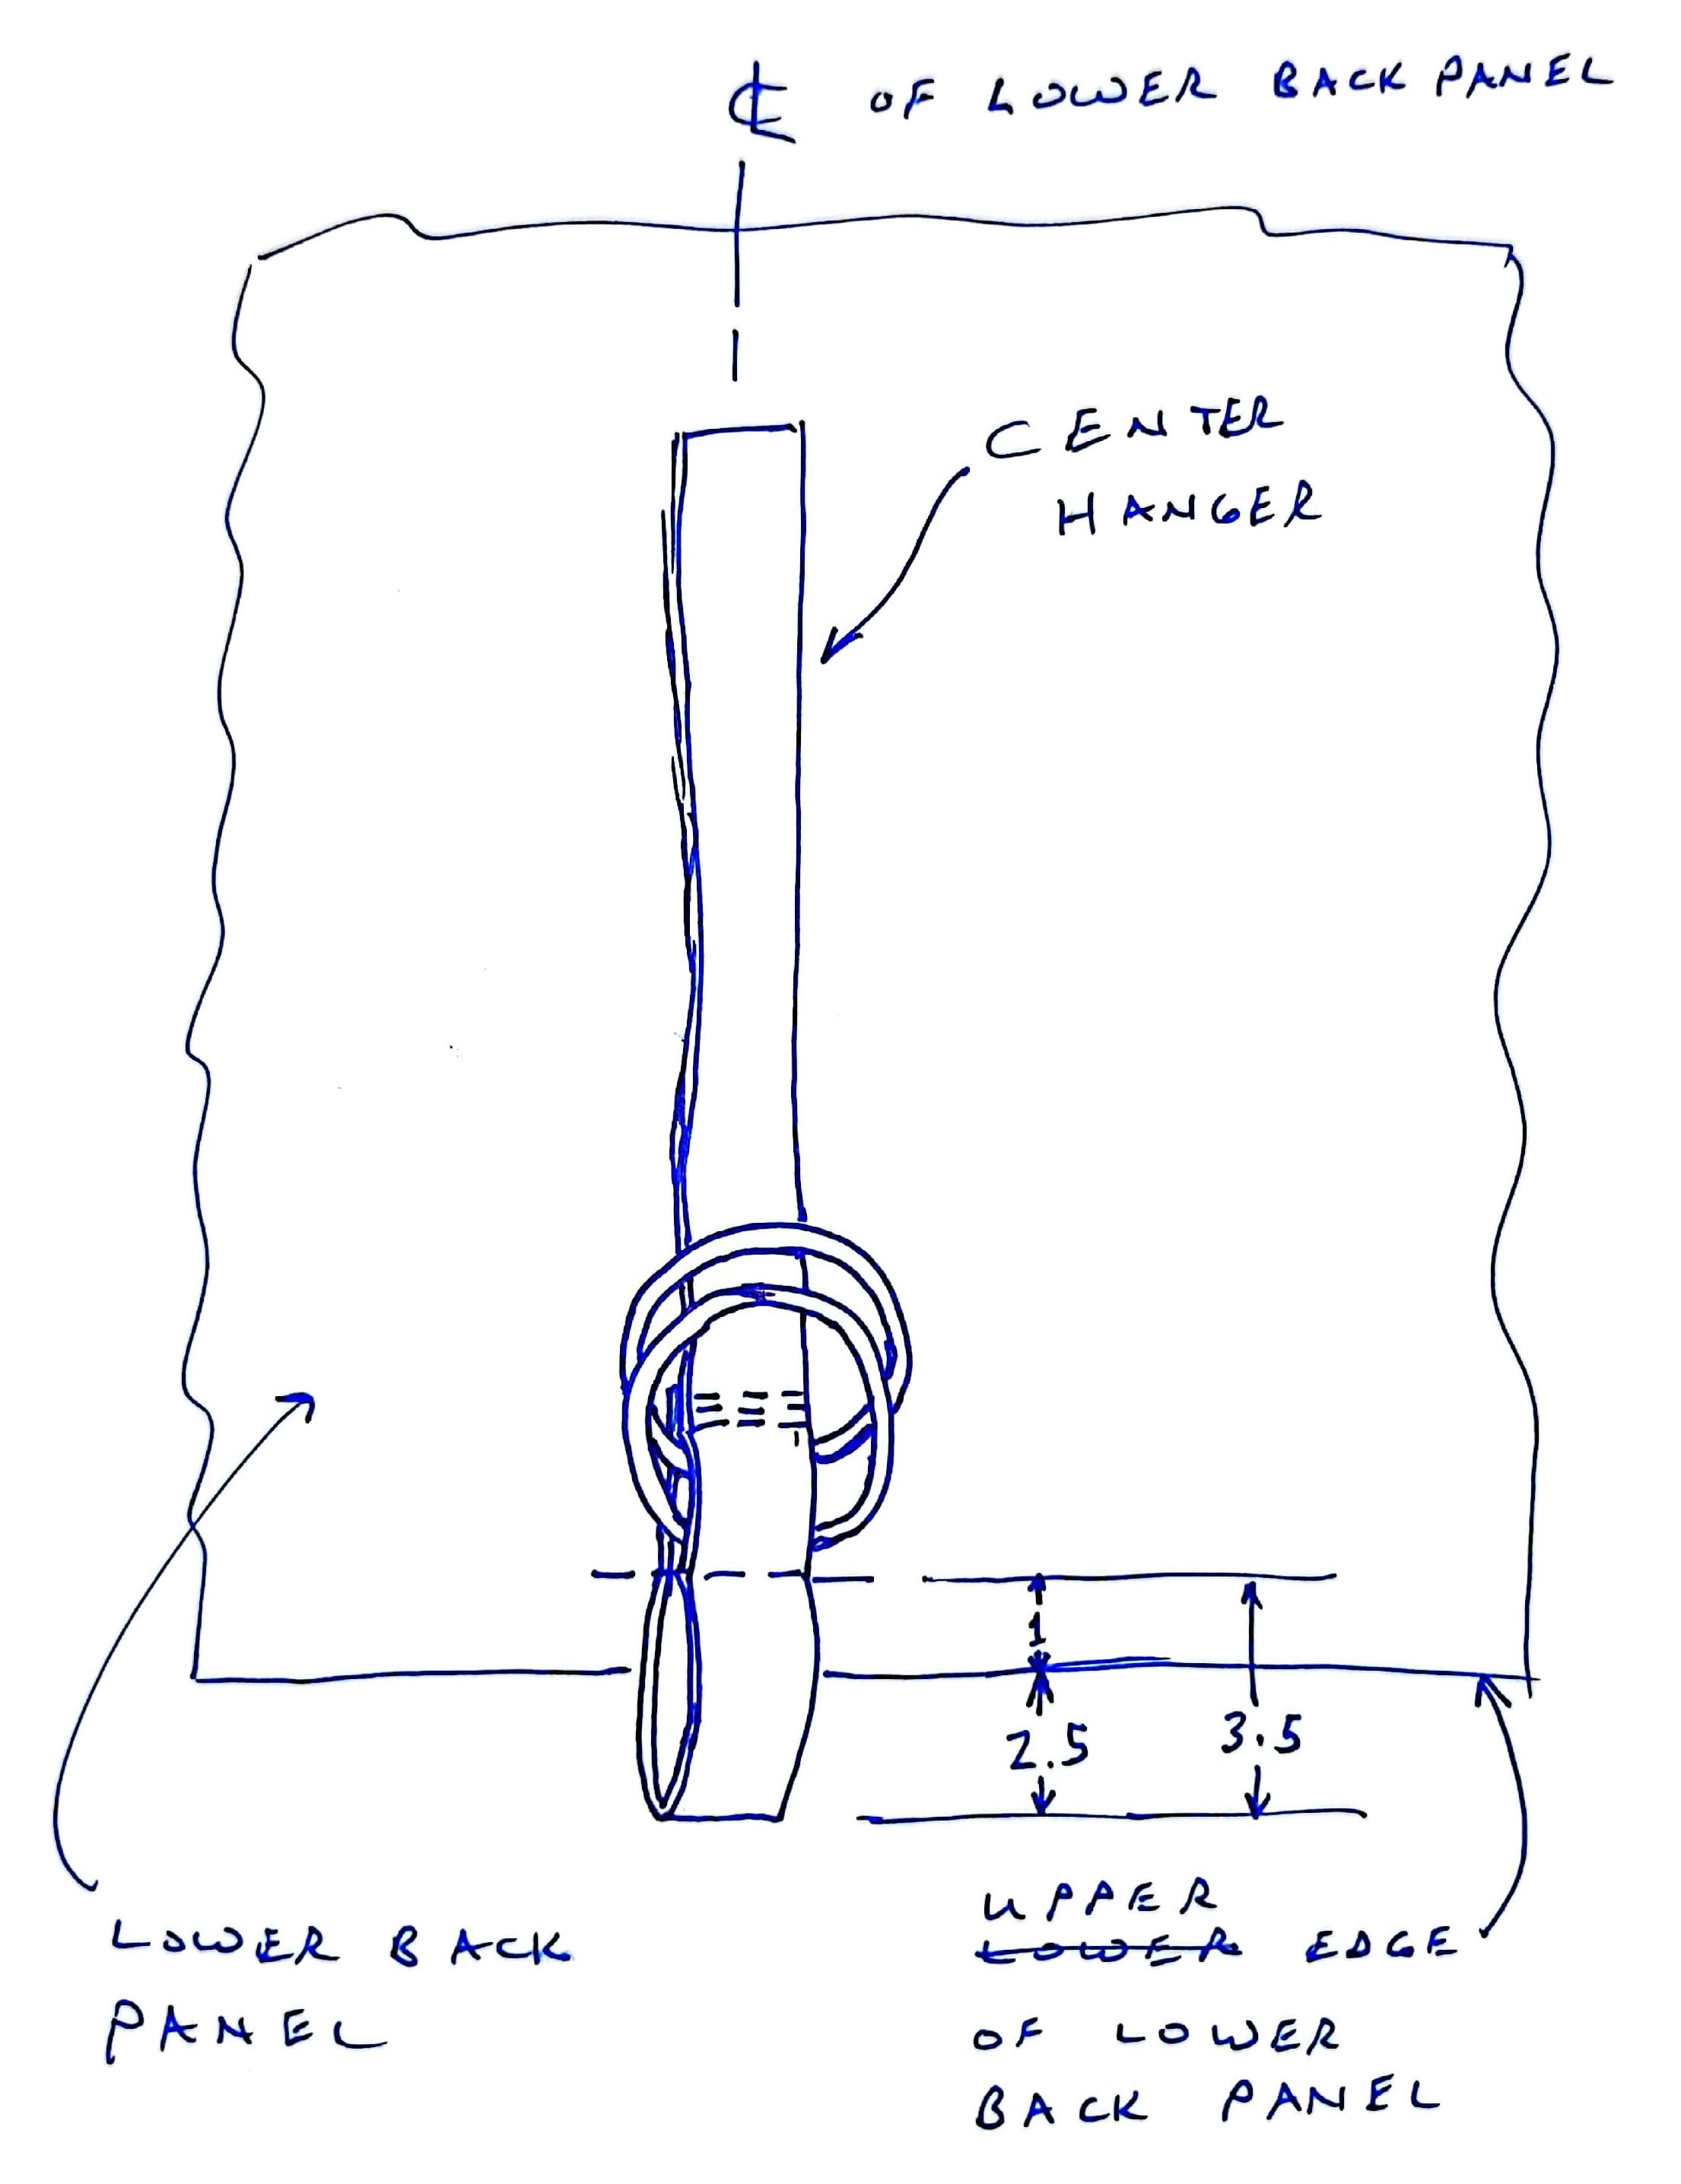 ℄ OF LOWER BACK PANEL
CENTER
HANGER
1
2.5
3.5
LOWER BACK
PANEL
UPPER
LOWER EDGE
OF LOWER
BACK PANEL